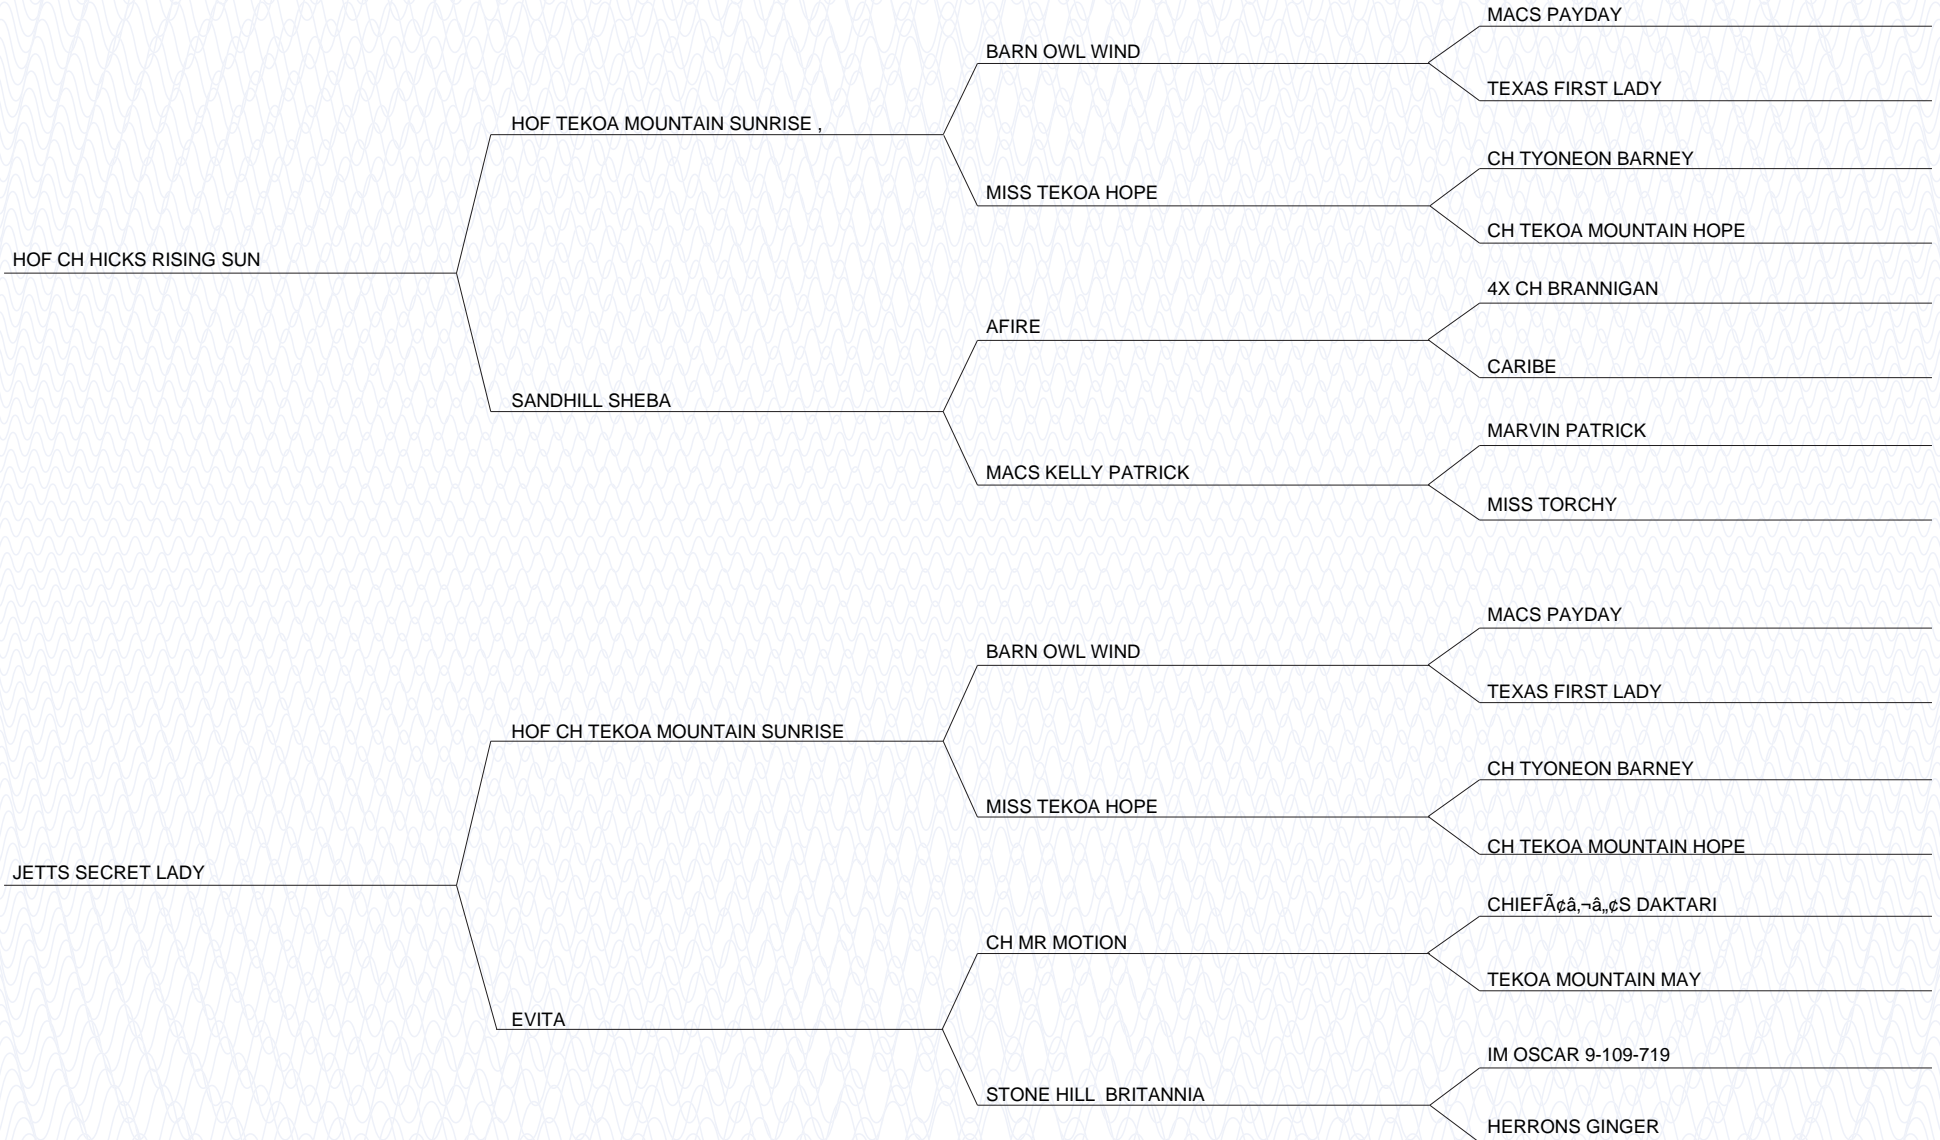 MACS PAYDAY
BARN OWL WIND
TEXAS FIRST LADY
HOF TEKOA MOUNTAIN SUNRISE ,
CH TYONEON BARNEY
MISS TEKOA HOPE
CH TEKOA MOUNTAIN HOPE
HOF CH HICKS RISING SUN
4X CH BRANNIGAN
AFIRE
CARIBE
SANDHILL SHEBA
MARVIN PATRICK
MACS KELLY PATRICK
MISS TORCHY
MACS PAYDAY
BARN OWL WIND
TEXAS FIRST LADY
HOF CH TEKOA MOUNTAIN SUNRISE
CH TYONEON BARNEY
MISS TEKOA HOPE
CH TEKOA MOUNTAIN HOPE
JETTS SECRET LADY
CHIEFÃ¢â‚¬â„¢S DAKTARI
CH MR MOTION
TEKOA MOUNTAIN MAY
EVITA
IM OSCAR 9-109-719
STONE HILL  BRITANNIA
HERRONS GINGER